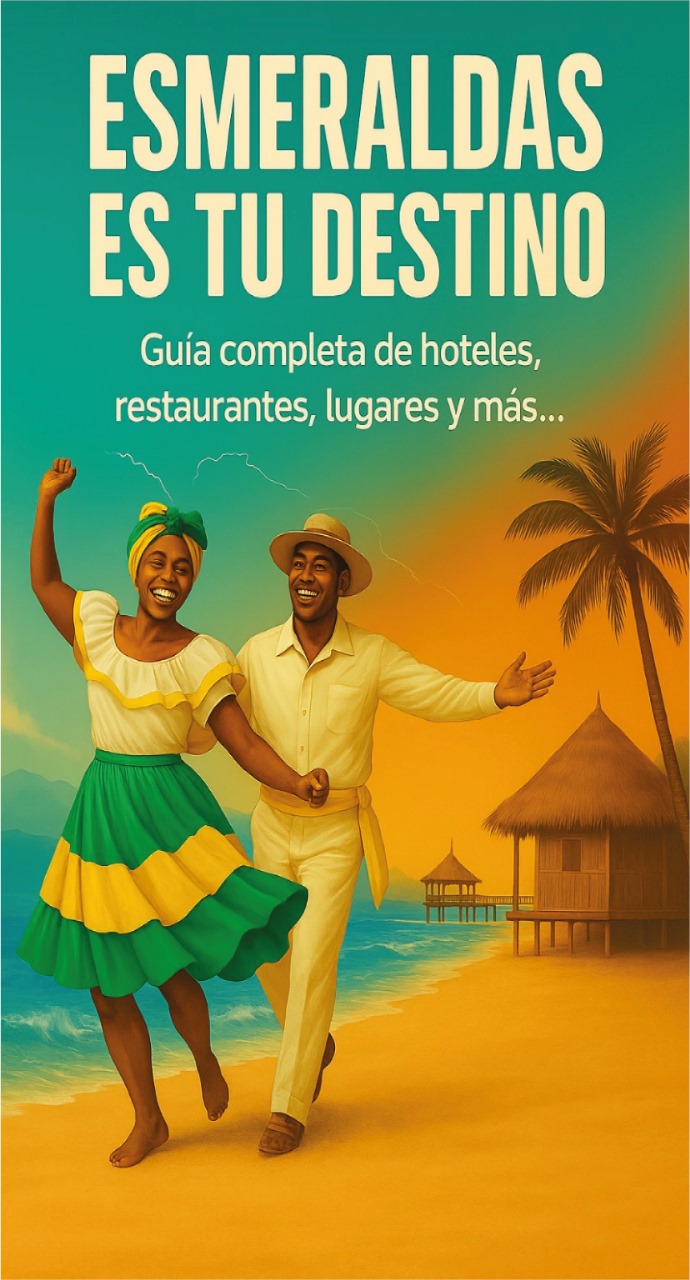 ESMERALDAS
ES TU DESTINO
Guía completa de hoteles,
restaurantes, lugares y más...